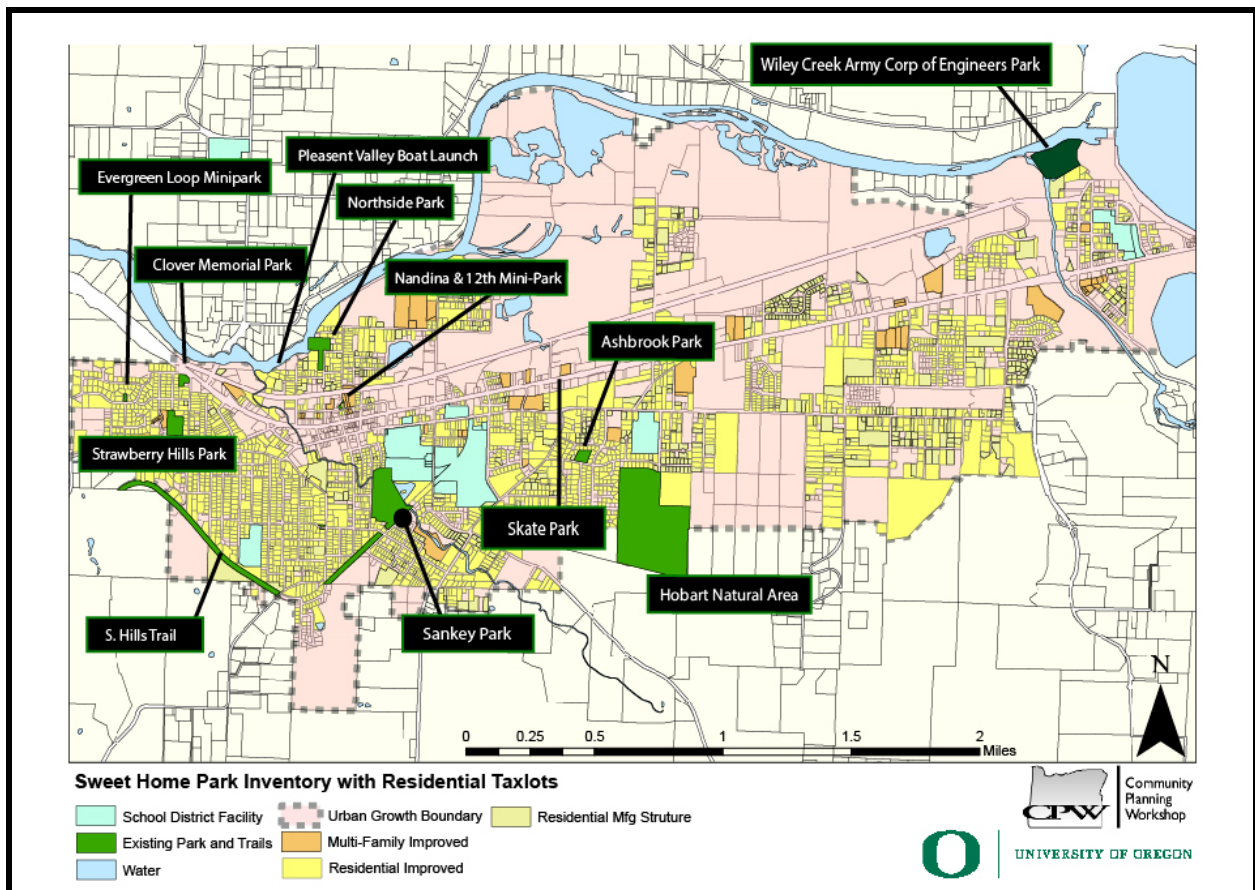 Wiley Creek Army Corp of Engineers Park
Pleasent Valley Boat Launch
Evergreen Loop Minipark
Northside Park
Clover Memorial Park
Nandina & 12th Mini-Park
Ashbrook Park
Strawberry Hills Park
Skate Park
Hobart Natural Area
S. Hills Trail
Sankey Park
N
0 0.25 0.5 1 1.5 2
Miles
Sweet Home Park Inventory with Residential Taxlots
School District Facility
Urban Growth Boundary
Residential Mfg Struture
Existing Park and Trails
Multi-Family Improved
Water
Residential Improved
CPW
Community
Planning
Workshop
O
UNIVERSITY OF OREGON